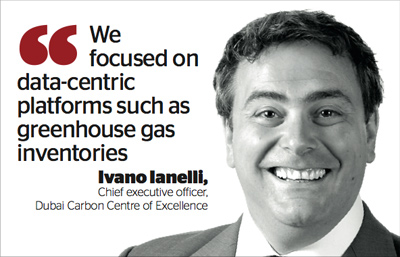 “
We
focused on
data-centric
platforms such as
greenhouse gas
inventories
Ivano Ianelli,
Chief executive officer,
Dubai Carbon Centre of Excellence